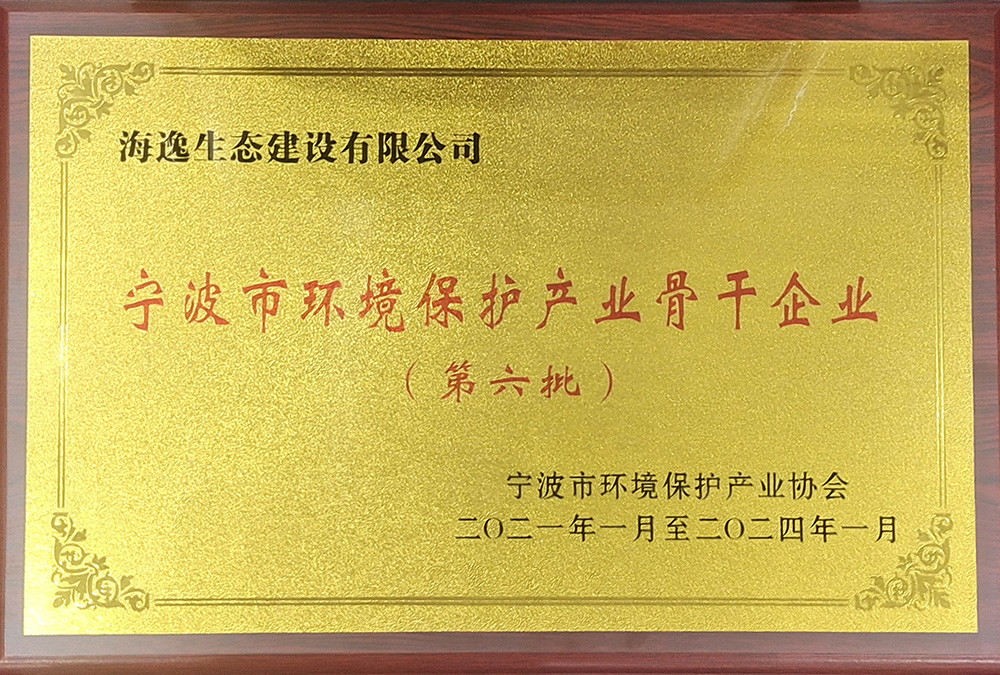 海逸生态建设有限公司
宁波市环境保护产业骨干企业
（第六批）
宁波市环境保护产业协会
二〇二一年一月至二〇二四年一月